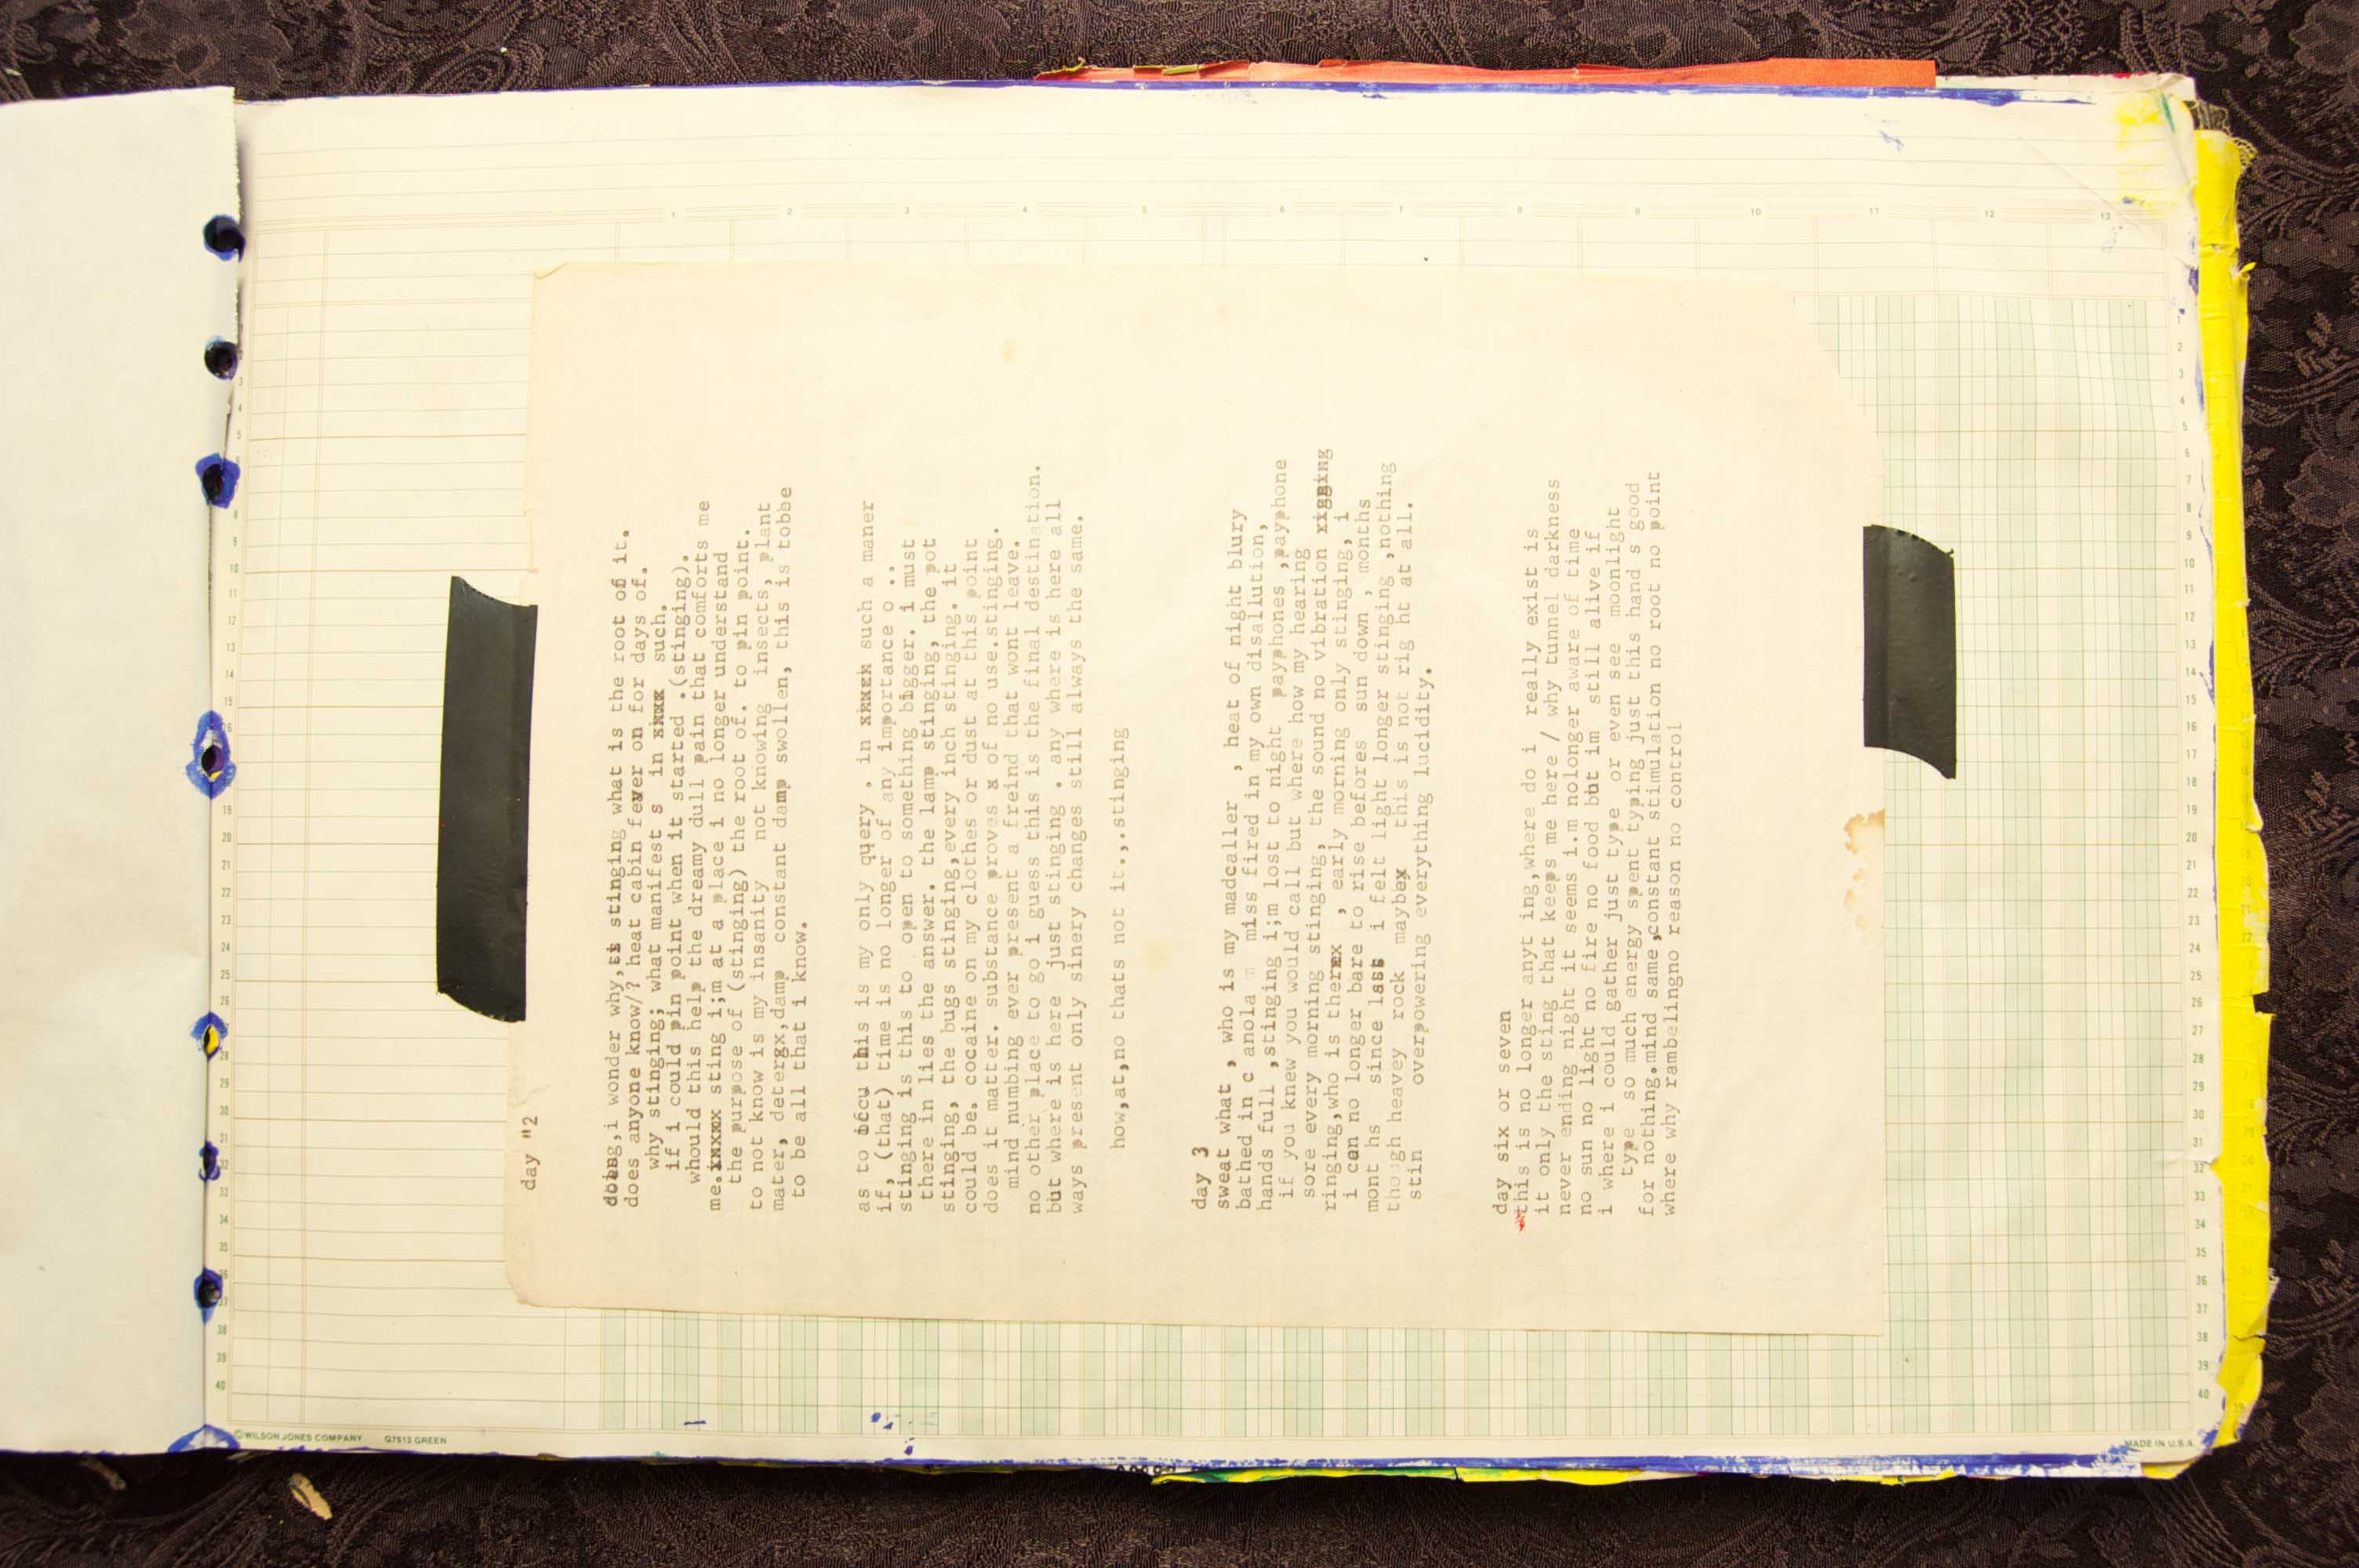 day "2
doing,i wonder why,is stinging what is the root of it.
does anyone know/? heat cabin fever on for days of.
why stinging; what manifest s in xxxx such.
if i could pin point when it started .(stinging).
whould this help the dreamy dull pain that comforts me
me.xxxxx sting i;m at a place i no longer understand
the purpose of (stinging) the root of. to pin point.
to not know is my insanity not knowing insects, plant
mater, detergx,damp constant damp swollen, this is tobbe
to be all that i know.
as to this is my only query . in such a maner
if, (that) time is no longer of any importance o ..
stinging is this to open to something bigger. i must
there in lies the answer. the lamp stinging, the pot
stinging, the bugs stinging,every inch stinging. it
could be. cocaine on my clothes or dust at this point
does it matter. substance proves x of no use.stinging.
mind numbing ever present a freind that wont leave.
no other place to go i guess this is the final destination.
but where is here just stinging . any where is here all
ways present only sinnery changes still always the same.
how,at,no thats not it.,,.stinging
day 3
sweat what , who is my madcaller , heat of night blury
bathed in c anola miss fired in my own disallution,
hands full ,stinging i;m lost to night payphones ,payphone
if you knew you would call but where how my hearing
sore every morning stinging, the sound no vibration xigging
ringing,who is therex , early morning only stinging, i
i can no longer bare to rise befores sun down , months
mont hs since last i felt light longer stinging ,nothing
though heavey rock maybex this is not rig ht at all.
stin overpowering everything lucidity.
day six or seven
this is no longer anyt ing,where do i really exist is
it only the sting that keeps me here / why tunnel darkness
never ending night it seems i.m nolonger aware of time
no sun no light no fire no food but im still alive if
i where i could gather just type or even see moonlight
type so much energy spent typing just this hand s good
for nothing.mind same,constant stimulation no root no point
where why rambelingno reason no control
1 2 3 4 5 6 7 8 9 10 11 12 13
©WILSON JONES COMPANY G7513 GREEN
MADE IN U.S.A.